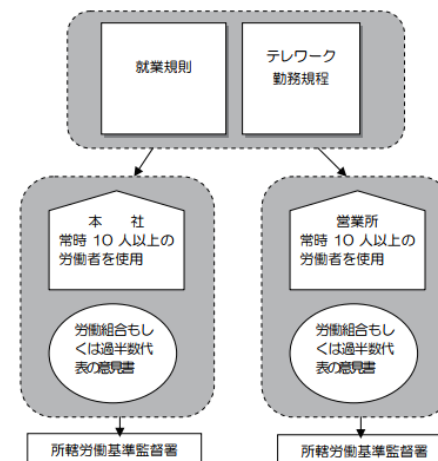 就業規則
テレワーク
勤務規程
本　社
常時 10 人以上の
労働者を使用
労働組合もし
くは過半数代
表の意見書
所轄労働基準監督署
営業所
常時 10 人以上の
労働者を使用
労働組合もし
くは過半数代
表の意見書
所轄労働基準監督署